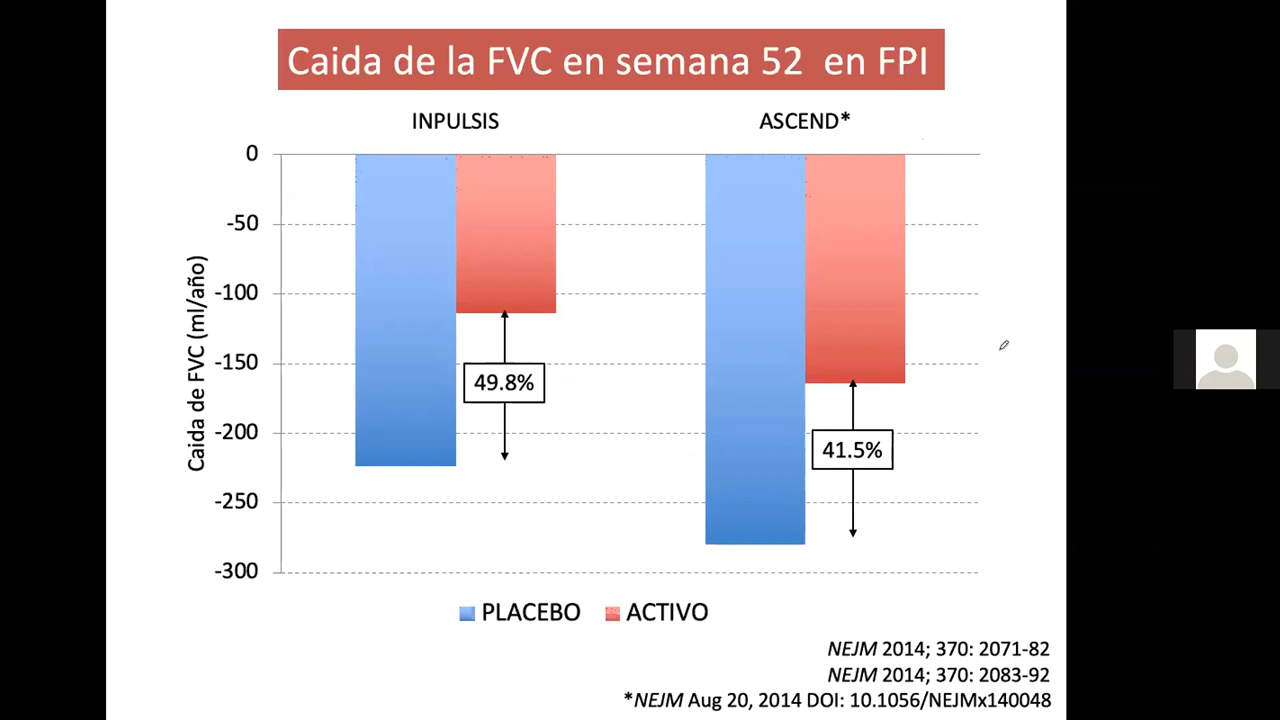 Caida de la FVC en semana 52 en FPI
INPULSIS
ASCEND*
0
-50
-100
-150
-200
-250
-300
Caida de FVC (ml/año)
49.8%
41.5%
PLACEBO
ACTIVO
NEJM 2014; 370: 2071-82
NEJM 2014; 370: 2083-92
*NEJM Aug 20, 2014 DOI: 10.1056/NEJMx140048